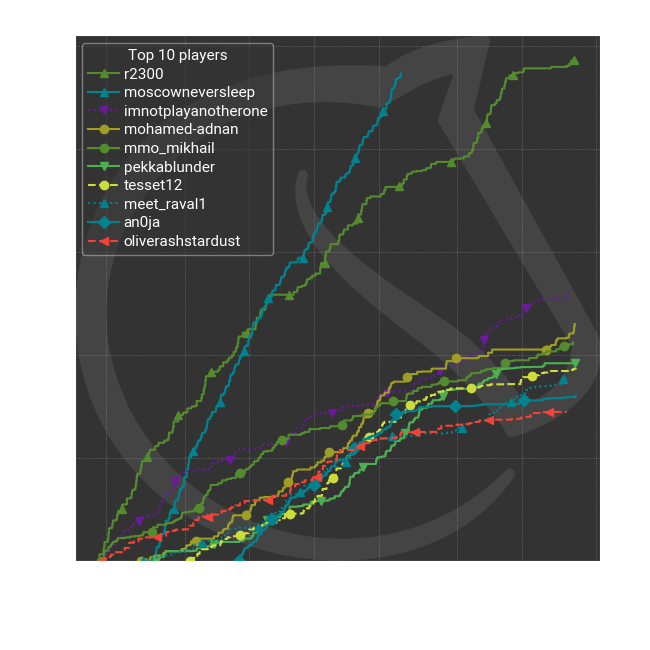 Top 10 players
r2300
moscowneversleep
imnotplayanotherone
mohamed-adnan
mmo_mikhail
pekkablunder
tesset12
meet_raval1
an0ja
oliverashstardust